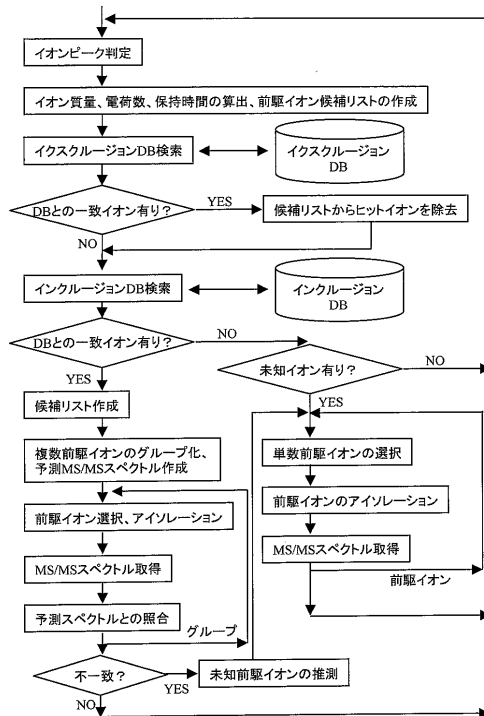 イオンピーク判定
イオン質量、電荷数、保持時間の算出、前駆イオン候補リストの作成
イクスクルージョンDB検索
イクスクルージョン
DB
DBとの一致イオン有り?
YES
候補リストからヒットイオンを除去
NO
インクルージョンDB検索
インクルージョン
DB
DBとの一致イオン有り?
NO
未知イオン有り?
NO
YES
YES
候補リスト作成
複数前駆イオンのグループ化、
予測MS/MSスペクトル作成
単数前駆イオンの選択
前駆イオン選択、アイソレーション
前駆イオンのアイソレーション
MS/MSスペクトル取得
MS/MSスペクトル取得
前駆イオン
予測スペクトルとの照合
グループ
不一致?
YES
未知前駆イオンの推測
NO